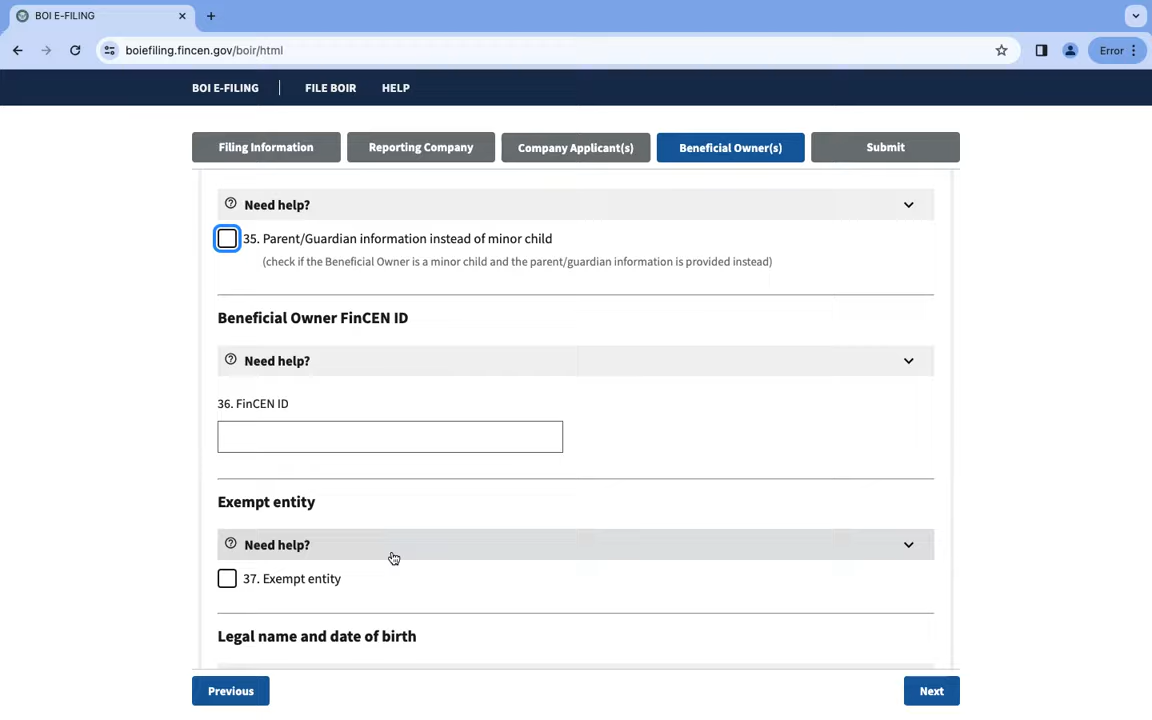 BOI E-FILING
boiefiling.fincen.gov/boir/html
Error
BOI E-FILING
FILE BOIR
HELP
Filing Information
Reporting Company
Company Applicant(s)
Beneficial Owner(s)
Submit
Need help?
35. Parent/Guardian information instead of minor child
(check if the Beneficial Owner is a minor child and the parent/guardian information is provided instead)
Beneficial Owner FinCEN ID
Need help?
36. FinCEN ID
Exempt entity
Need help?
37. Exempt entity
Legal name and date of birth
Previous
Next